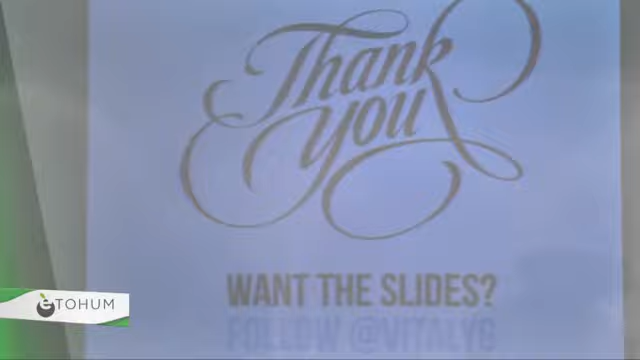 Thank
you
WANT THE SLIDES?
FOLLOW @VITALYG
eTOHUM